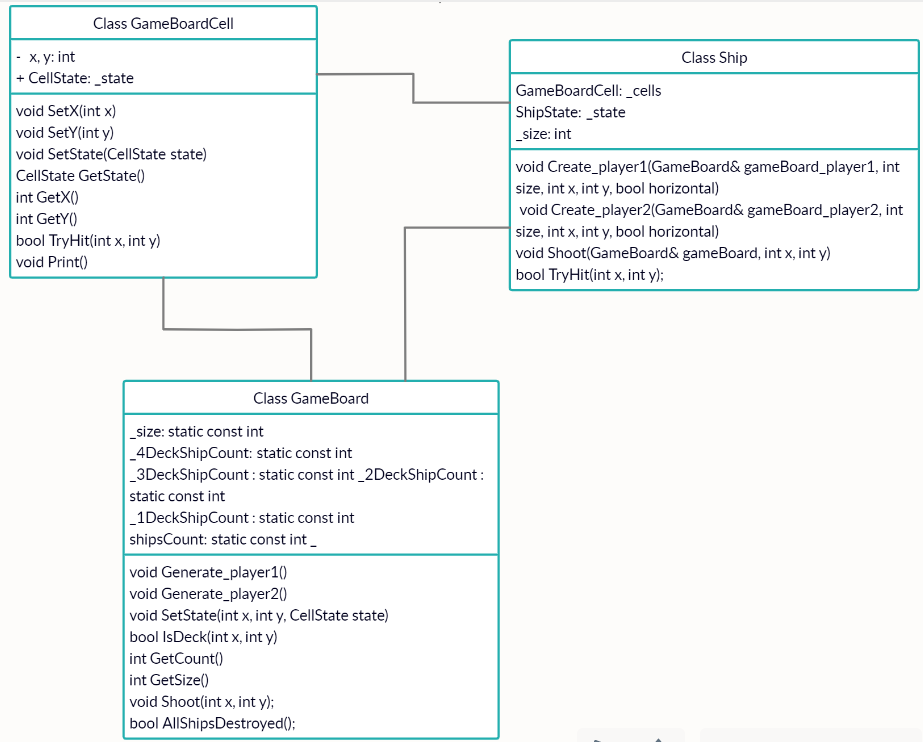 Class GameBoardCell
- x, y: int
+ CellState: _state
void SetX(int x)
void SetY(int y)
void SetState(CellState state)
CellState GetState()
int GetX()
int GetY()
bool TryHit(int x, int y)
void Print()
Class Ship
GameBoardCell: _cells
ShipState: _state
_size: int
void Create_player1(GameBoard& gameBoard_player1, int
size, int x, int y, bool horizontal)
void Create_player2(GameBoard& gameBoard_player2, int
size, int x, int y, bool horizontal)
void Shoot(GameBoard& gameBoard, int x, int y)
bool TryHit(int x, int y);
Class GameBoard
_size: static const int
_4DeckShipCount: static const int
_3DeckShipCount : static const int _2DeckShipCount :
static const int
_1DeckShipCount : static const int
shipsCount: static const int _
void Generate_player1()
void Generate_player2()
void SetState(int x, int y, CellState state)
bool IsDeck(int x, int y)
int GetCount()
int GetSize()
void Shoot(int x, int y);
bool AllShipsDestroyed();